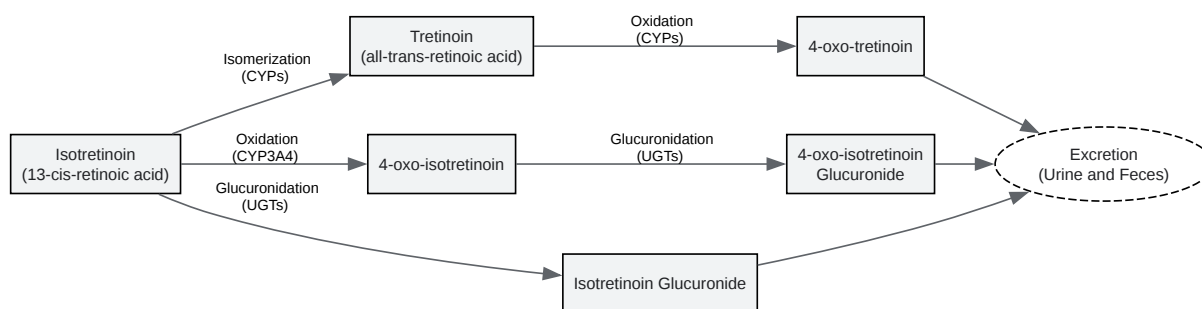 Isomerization
(CYPs)
Tretinoin
(all-trans-retinoic acid)
Oxidation
(CYPs)
4-oxo-tretinoin
Isotretinoin
(13-cis-retinoic acid)
Oxidation
(CYP3A4)
4-oxo-isotretinoin
Glucuronidation
(UGTs)
4-oxo-isotretinoin
Glucuronide
Excretion
(Urine and Feces)
Glucuronidation
(UGTs)
Isotretinoin Glucuronide